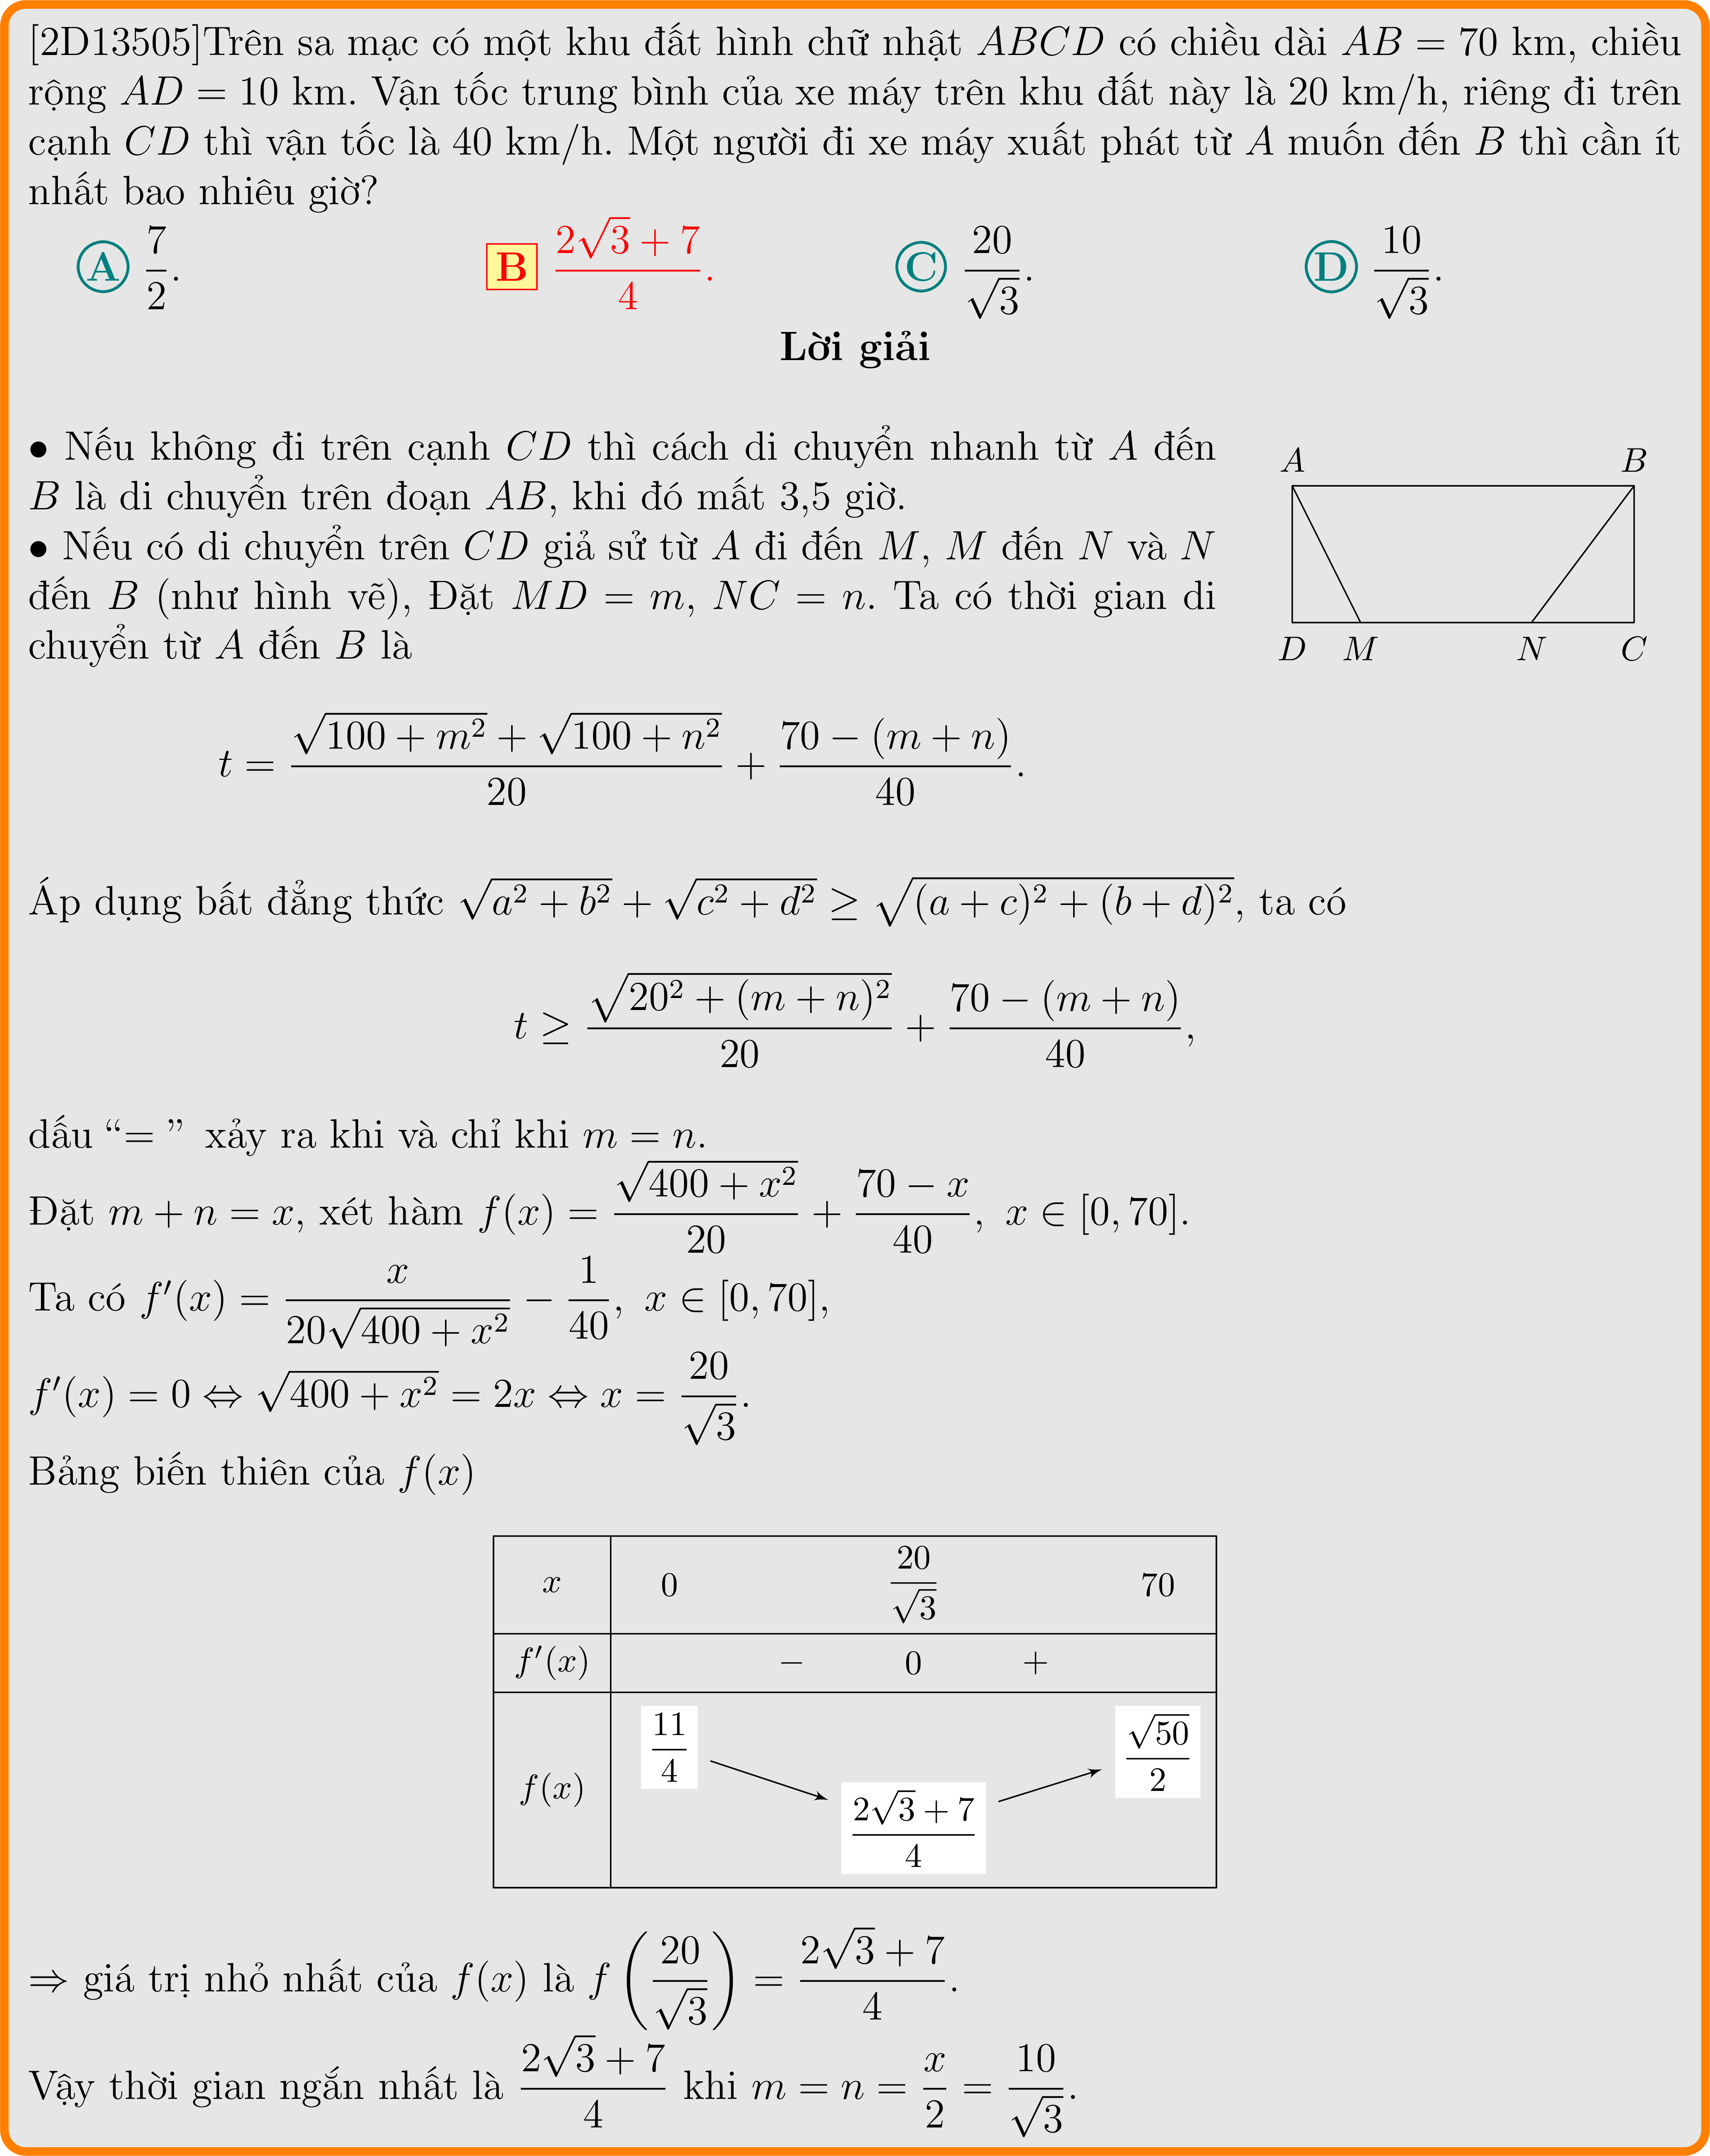 [2D13505]Trên sa mạc có một khu đất hình chữ nhật ABCD có chiều dài AB = 70 km, chiều
rộng AD = 10 km. Vận tốc trung bình của xe máy trên khu đất này là 20 km/h, riêng đi trên
cạnh CD thì vận tốc là 40 km/h. Một người đi xe máy xuất phát từ A muốn đến B thì cần ít
nhất bao nhiêu giờ?
A $\frac{7}{2}$. B $\frac{2\sqrt{3}+7}{4}$. C $\frac{20}{\sqrt{3}}$. D $\frac{10}{\sqrt{3}}$.
Lời giải
• Nếu không đi trên cạnh CD thì cách di chuyển nhanh từ A đến
B là di chuyển trên đoạn AB, khi đó mất 3,5 giờ.
• Nếu có di chuyển trên CD giả sử từ A đi đến M, M đến N và N
đến B (như hình vẽ), Đặt MD = m, NC = n. Ta có thời gian di
chuyển từ A đến B là
A B
D M N C
$t = \frac{\sqrt{100+m^2}+\sqrt{100+n^2}}{20} + \frac{70-(m+n)}{40}$.
Áp dụng bất đẳng thức $\sqrt{a^2+b^2}+\sqrt{c^2+d^2} \geq \sqrt{(a+c)^2+(b+d)^2}$, ta có
$t \geq \frac{\sqrt{20^2+(m+n)^2}}{20} + \frac{70-(m+n)}{40}$,
dấu “= ” xảy ra khi và chỉ khi m = n.
Đặt m + n = x, xét hàm $f(x) = \frac{\sqrt{400+x^2}}{20} + \frac{70-x}{40}$, x ∈ [0, 70].
Ta có $f'(x) = \frac{x}{20\sqrt{400+x^2}} - \frac{1}{40}$, x ∈ [0, 70],
$f'(x) = 0 \Leftrightarrow \sqrt{400+x^2} = 2x \Leftrightarrow x = \frac{20}{\sqrt{3}}$.
Bảng biến thiên của f(x)
x 0 $\frac{20}{\sqrt{3}}$ 70
f′(x) − 0 +
f(x) $\frac{11}{4}$ $\frac{2\sqrt{3}+7}{4}$ $\frac{\sqrt{50}}{2}$
⇒ giá trị nhỏ nhất của f(x) là $f\left(\frac{20}{\sqrt{3}}\right) = \frac{2\sqrt{3}+7}{4}$.
Vậy thời gian ngắn nhất là $\frac{2\sqrt{3}+7}{4}$ khi $m = n = \frac{x}{2} = \frac{10}{\sqrt{3}}$.